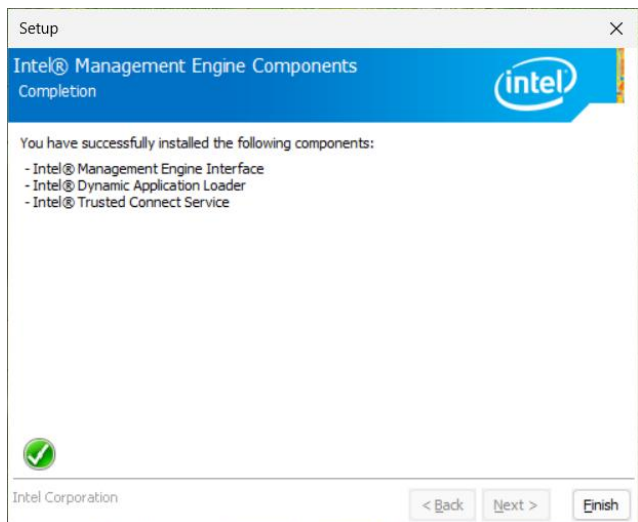 Setup
Intel® Management Engine Components
Completion
intel
You have successfully installed the following components:
- Intel® Management Engine Interface
- Intel® Dynamic Application Loader
- Intel® Trusted Connect Service
Intel Corporation
< Back
Next >
Finish